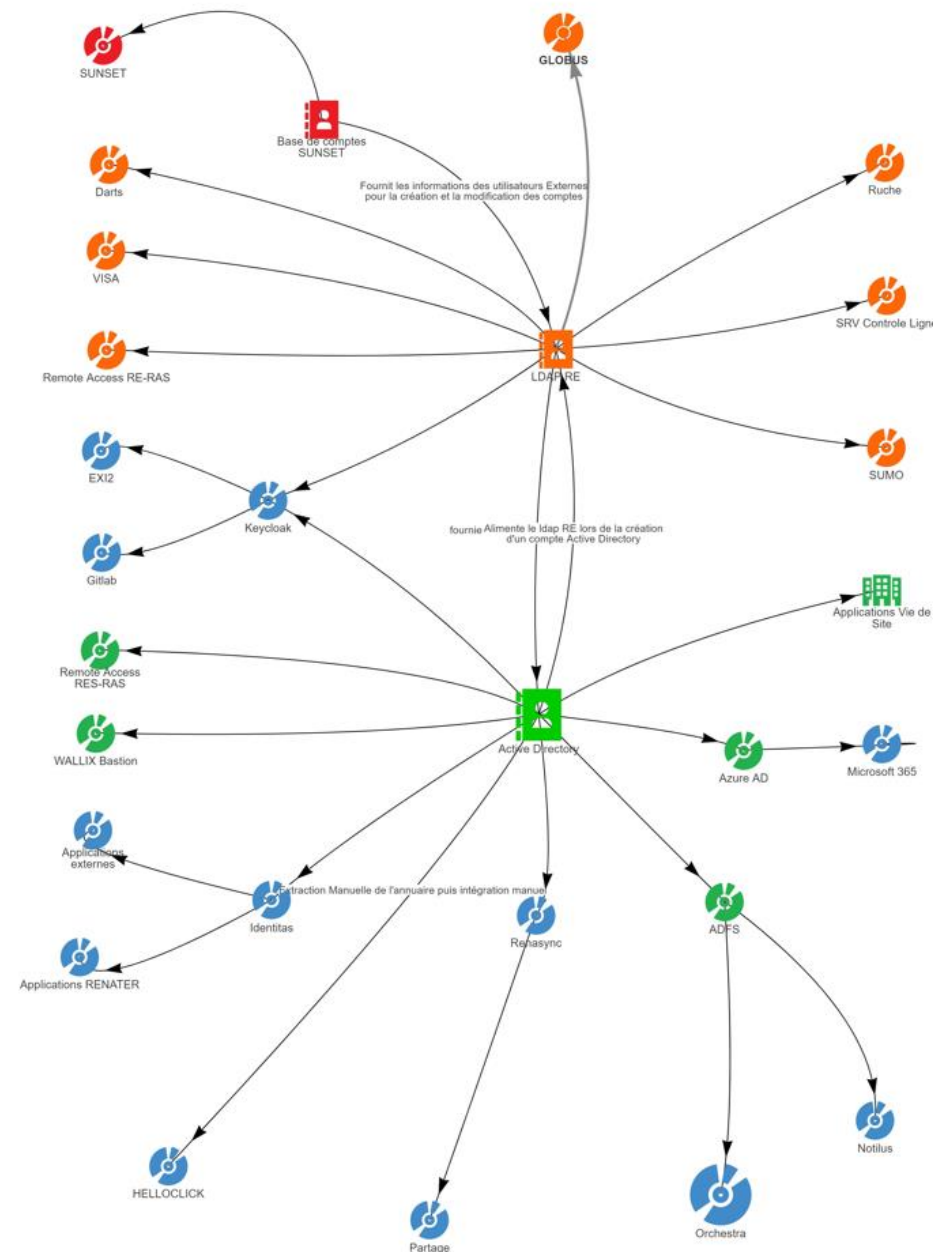 SUNSET
GLOBUS
Base de comptes
SUNSET
Darts
Fournit les informations des utilisateurs Externes
pour la création et la modification des comptes
Ruche
VISA
SRV Controle Ligne
Remote Access RE-RAS
LDAP RE
EXI2
SUMO
Keycloak
fournie
Alimente le ldap RE lors de la création
d'un compte Active Directory
Gitlab
Applications Vie de
Site
Remote Access
RES-RAS
WALLIX Bastion
Active Directory
Azure AD
Microsoft 365
Applications
externes
Extraction Manuelle de l'annuaire puis intégration manuel
Identitas
Renasync
ADFS
Applications RENATER
Notilus
HELLOCLICK
Orchestra
Partage